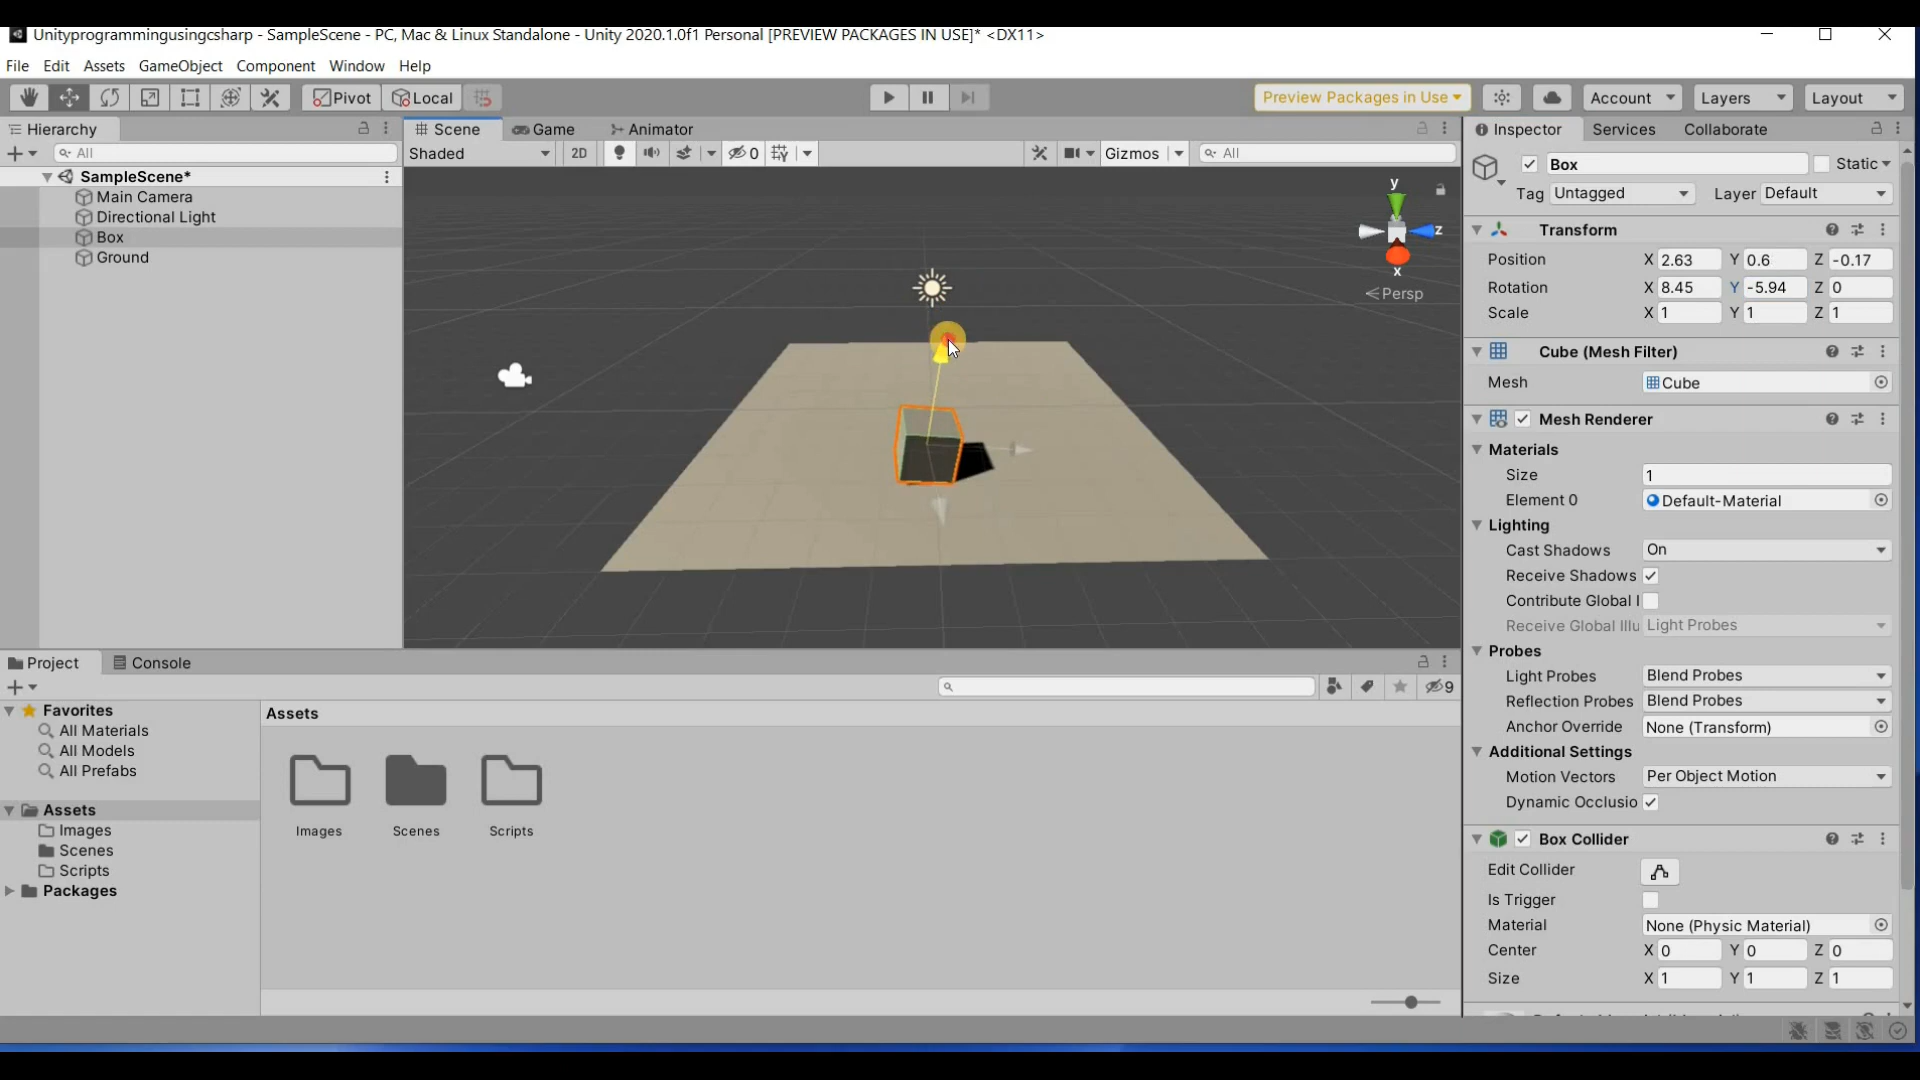 Unityprogrammingusingcsharp - SampleScene - PC, Mac & Linux Standalone - Unity 2020.1.0f1 Personal [PREVIEW PACKAGES IN USE]* <DX11>
File Edit Assets GameObject Component Window Help
Pivot Local Preview Packages in Use Account Layers Layout
Hierarchy
All
SampleScene*
Main Camera
Directional Light
Box
Ground
Scene Game Animator
Shaded 2D 0 Gizmos All
y
z
x
Persp
Inspector Services Collaborate
Box Static
Tag Untagged Layer Default
Transform
Position X 2.63 Y 0.6 Z -0.17
Rotation X 8.45 Y -5.94 Z 0
Scale X 1 Y 1 Z 1
Cube (Mesh Filter)
Mesh Cube
Mesh Renderer
Materials
Size 1
Element 0 Default-Material
Lighting
Cast Shadows On
Receive Shadows
Contribute Global I
Receive Global Illu Light Probes
Probes
Light Probes Blend Probes
Reflection Probes Blend Probes
Anchor Override None (Transform)
Additional Settings
Motion Vectors Per Object Motion
Dynamic Occlusio
Box Collider
Edit Collider
Is Trigger
Material None (Physic Material)
Center X 0 Y 0 Z 0
Size X 1 Y 1 Z 1
Project Console
9
Favorites
All Materials
All Models
All Prefabs
Assets
Images
Scenes
Scripts
Packages
Assets
Images Scenes Scripts